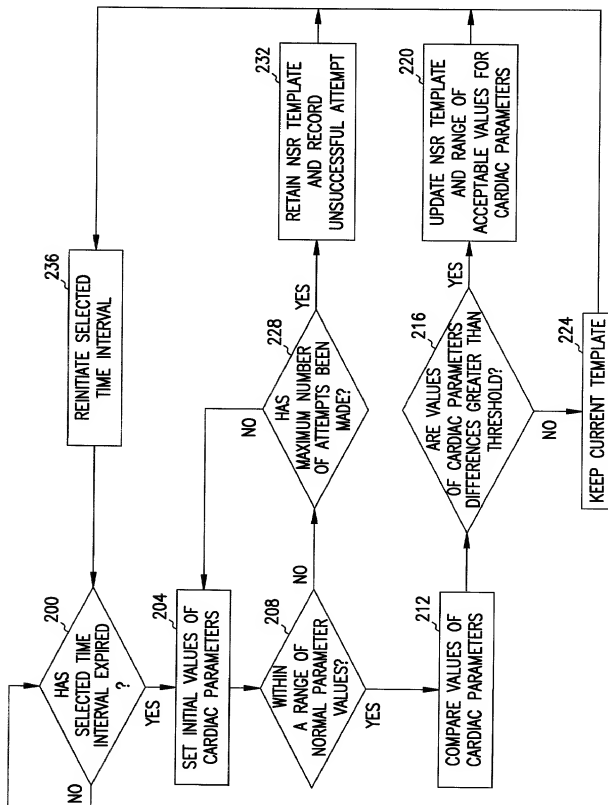 200
HAS
SELECTED TIME
INTERVAL EXPIRED
?
NO
YES
236
REINITIATE SELECTED
TIME INTERVAL
204
SET INITIAL VALUES OF
CARDIAC PARAMETERS
208
WITHIN
A RANGE OF
NORMAL PARAMETER
VALUES?
NO
YES
228
HAS
MAXIMUM NUMBER
OF ATTEMPTS BEEN
MADE?
NO
YES
232
RETAIN NSR TEMPLATE
AND RECORD
UNSUCCESSFUL ATTEMPT
212
COMPARE VALUES OF
CARDIAC PARAMETERS
216
ARE VALUES
OF CARDIAC PARAMETERS
DIFFERENCES GREATER THAN
THRESHOLD?
YES
NO
220
UPDATE NSR TEMPLATE
AND RANGE OF
ACCEPTABLE VALUES FOR
CARDIAC PARAMETERS
224
KEEP CURRENT TEMPLATE